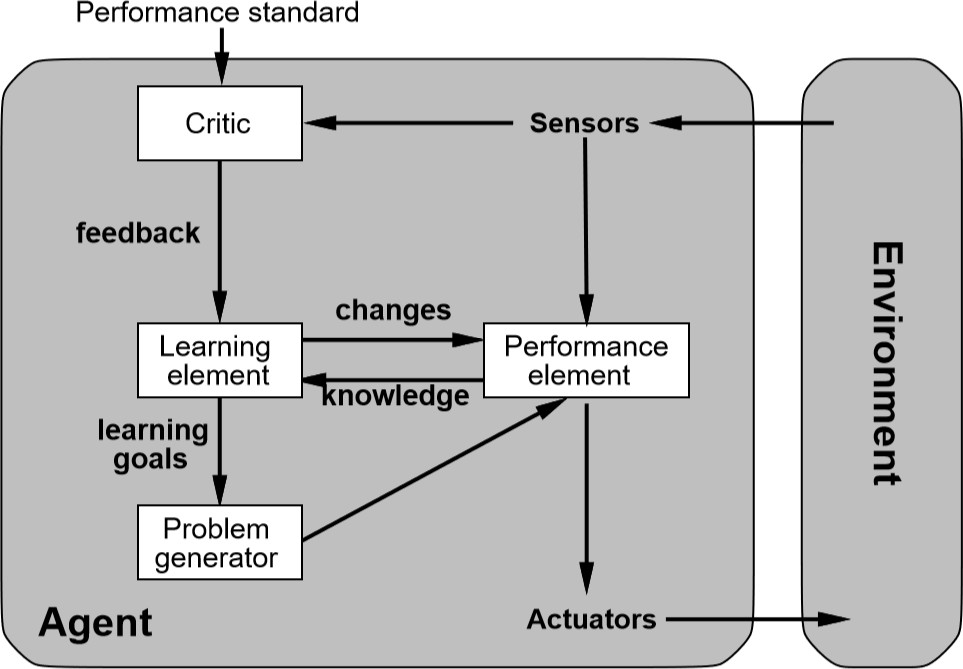 Performance standard
Critic
Sensors
feedback
changes
Learning
element
Performance
element
knowledge
learning
goals
Problem
generator
Agent
Actuators
Environment